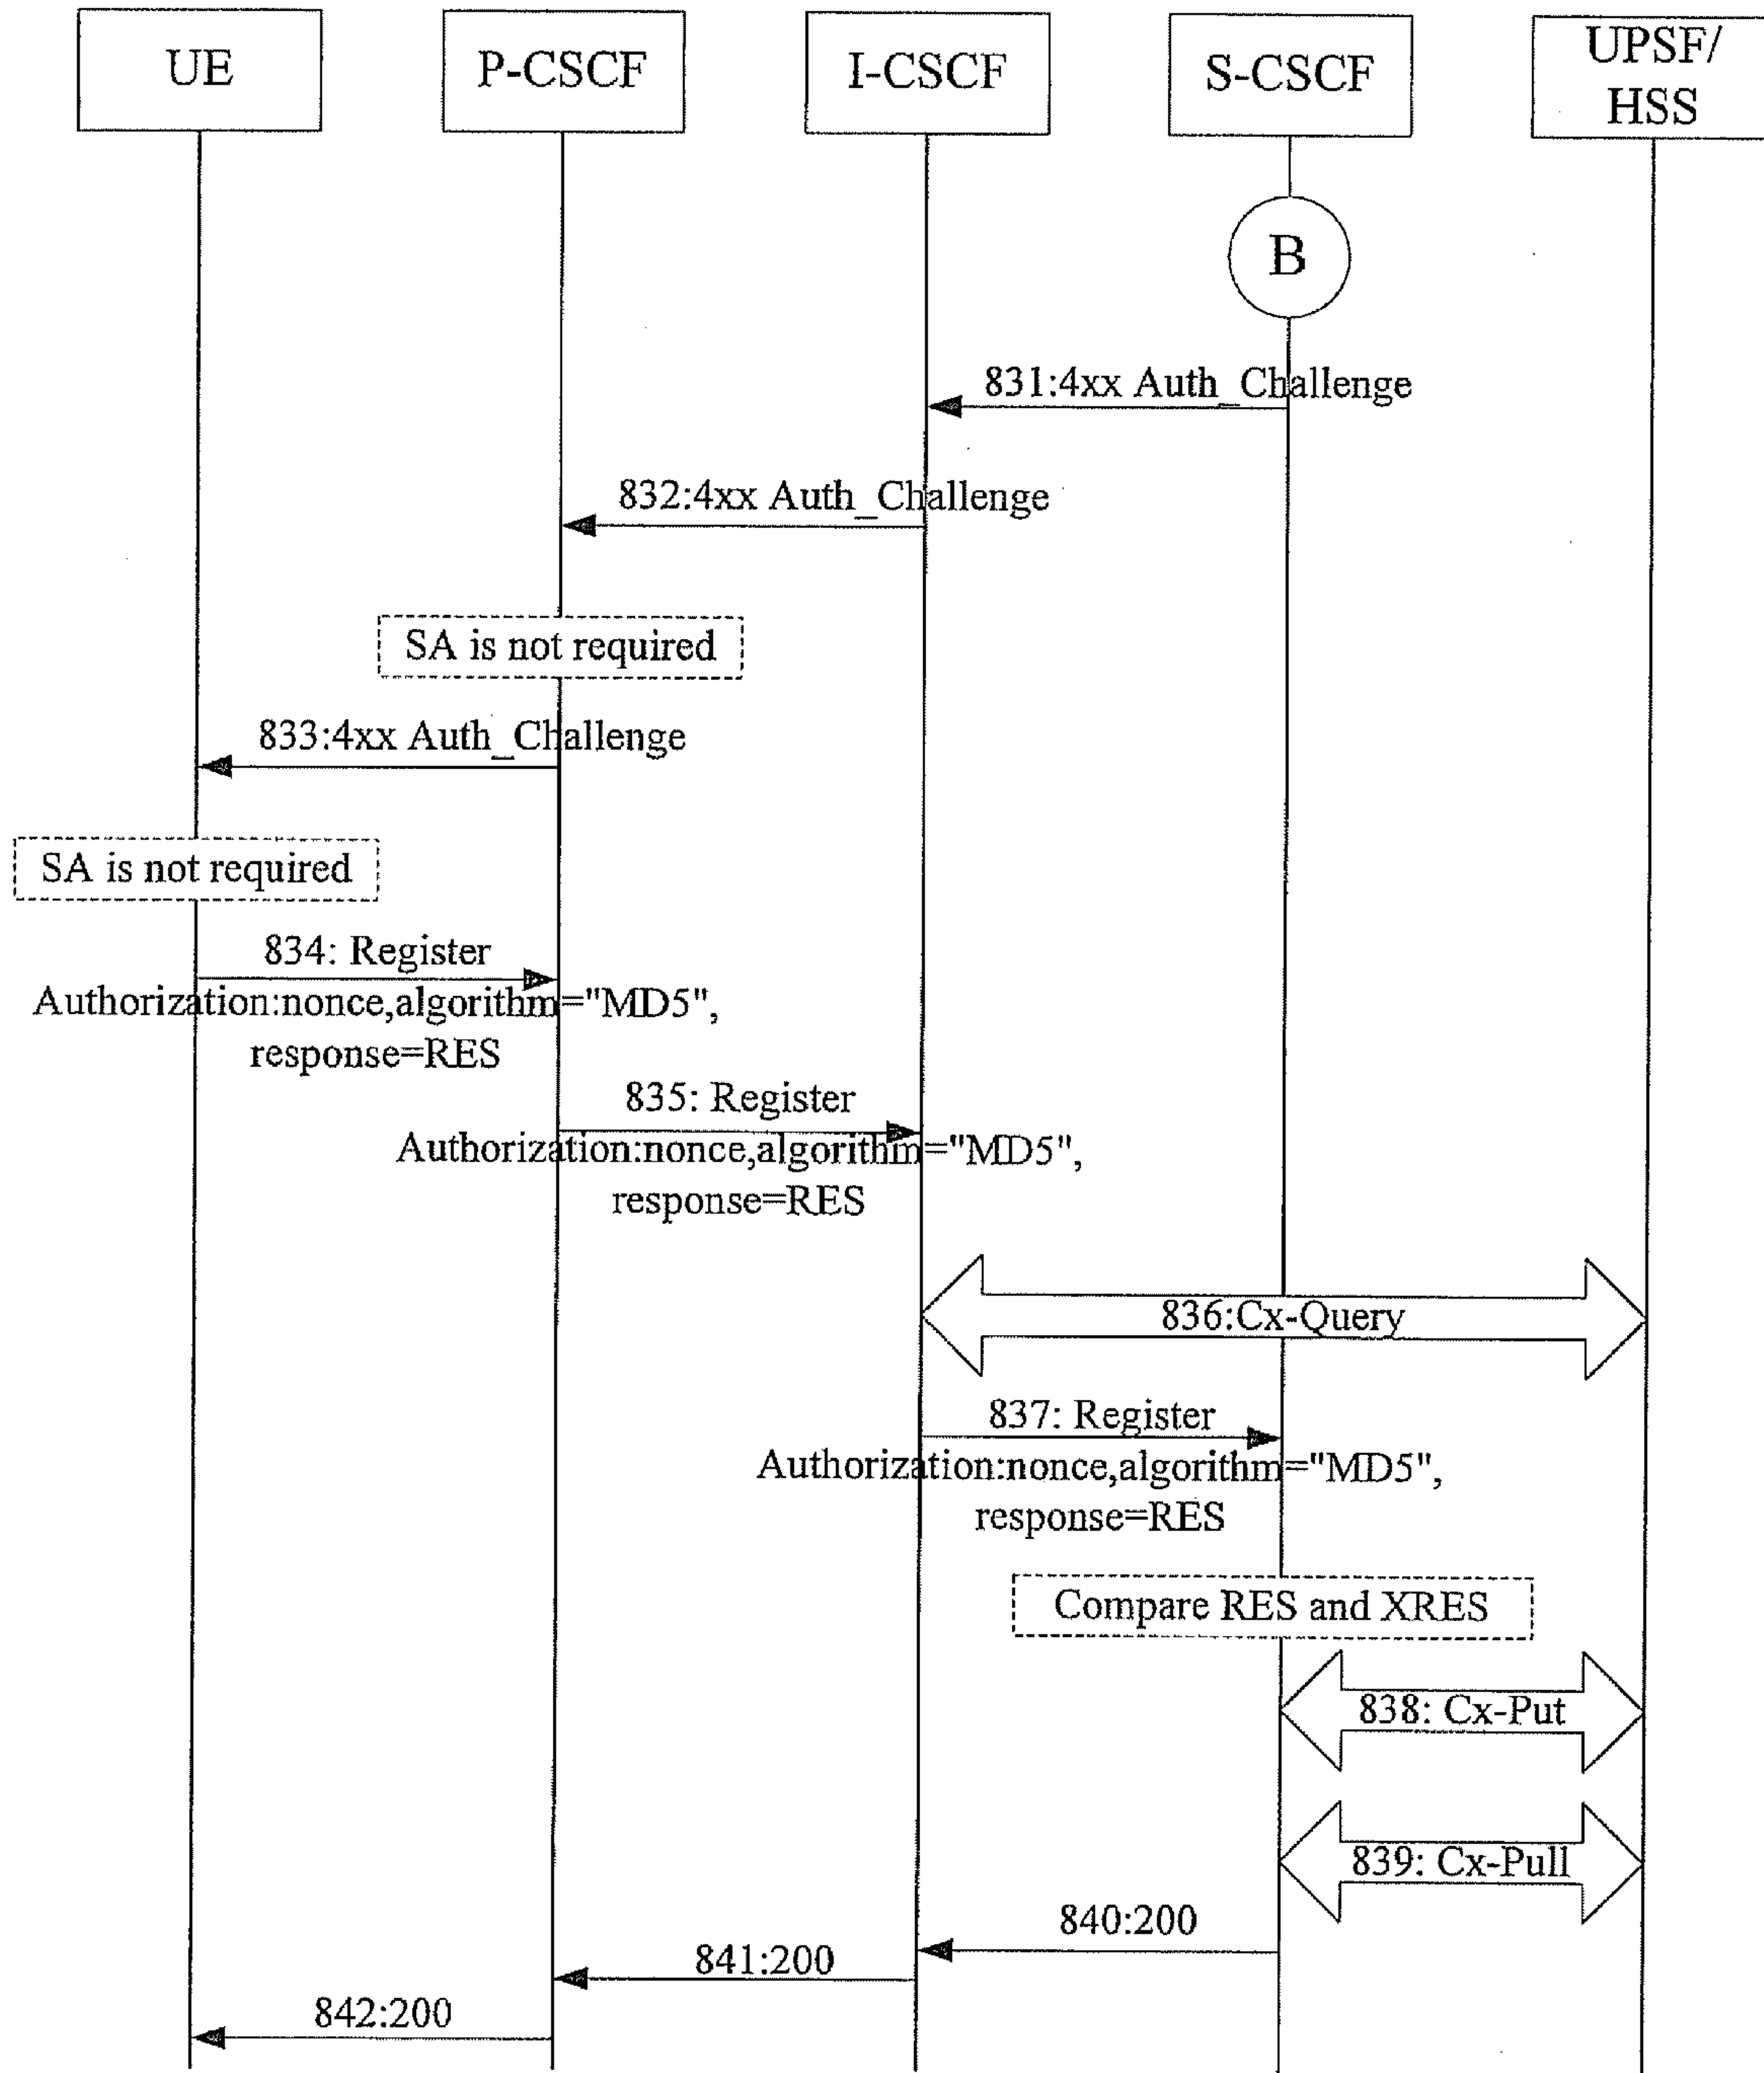 UE
P-CSCF
I-CSCF
S-CSCF
UPSF/
HSS
B
831:4xx Auth_Challenge
832:4xx Auth_Challenge
SA is not required
833:4xx Auth_Challenge
SA is not required
834: Register
Authorization:nonce,algorithm="MD5",
response=RES
835: Register
Authorization:nonce,algorithm="MD5",
response=RES
836:Cx-Query
837: Register
Authorization:nonce,algorithm="MD5",
response=RES
Compare RES and XRES
838: Cx-Put
839: Cx-Pull
840:200
841:200
842:200